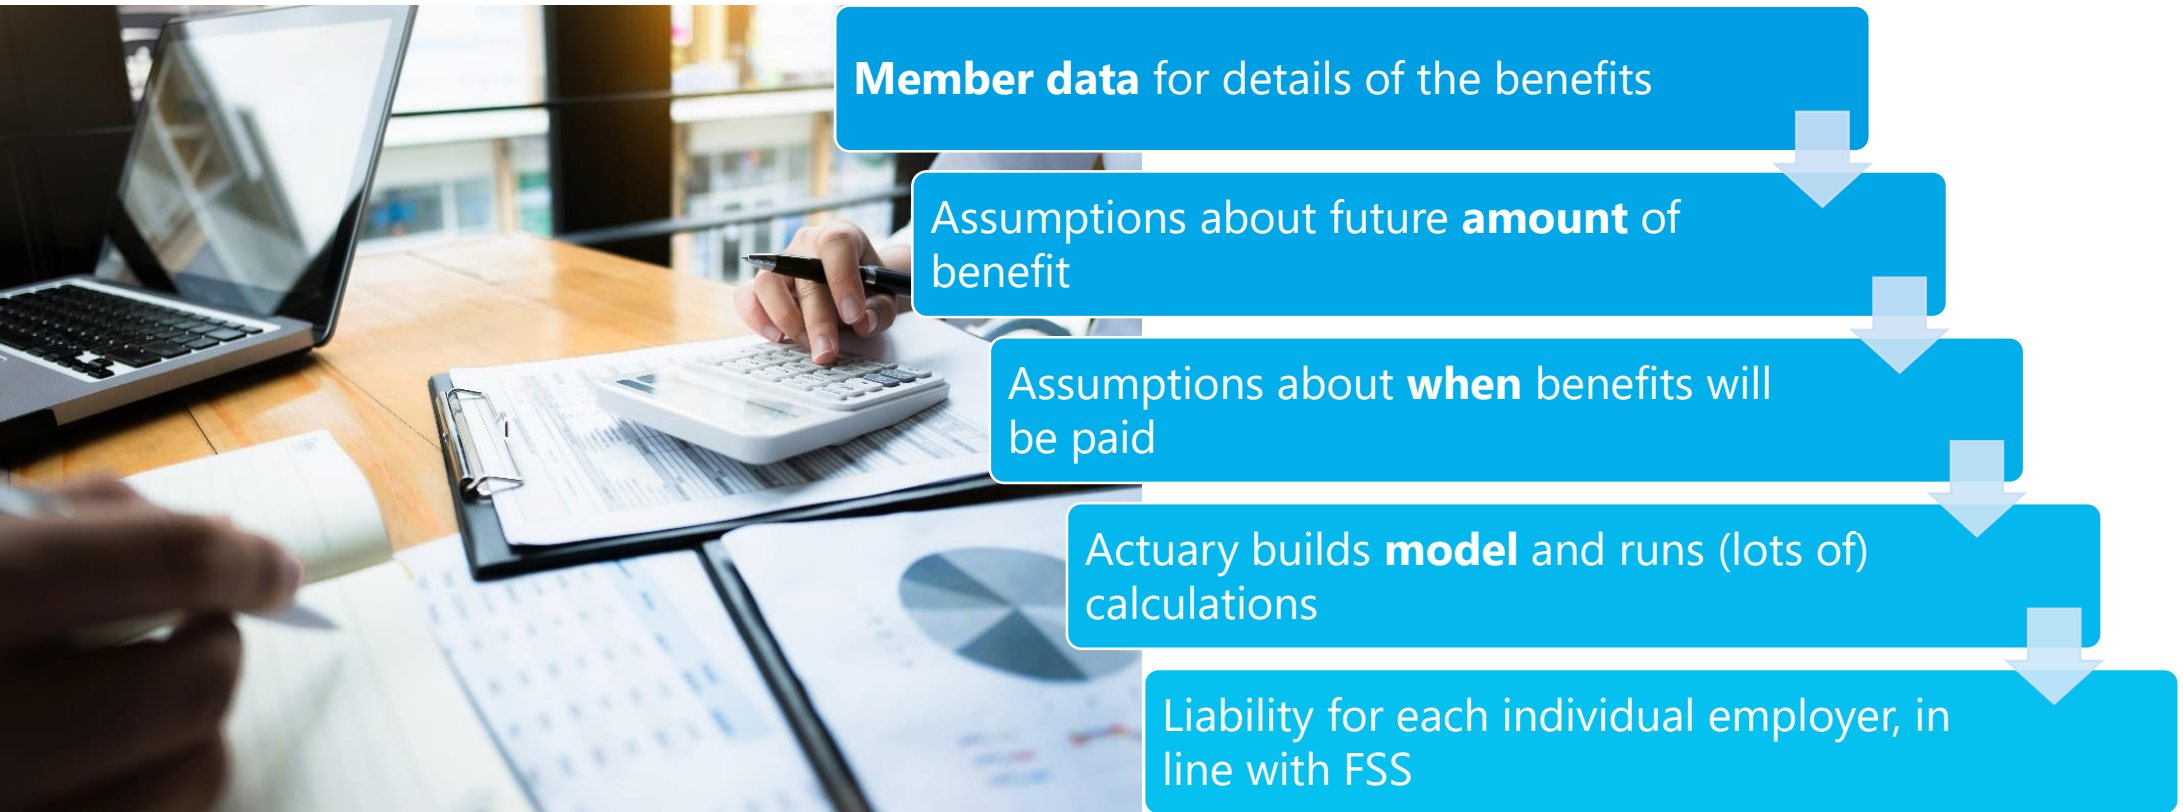 Member data for details of the benefits
Assumptions about future amount of
benefit
Assumptions about when benefits will
be paid
Actuary builds model and runs (lots of)
calculations
Liability for each individual employer, in
line with FSS